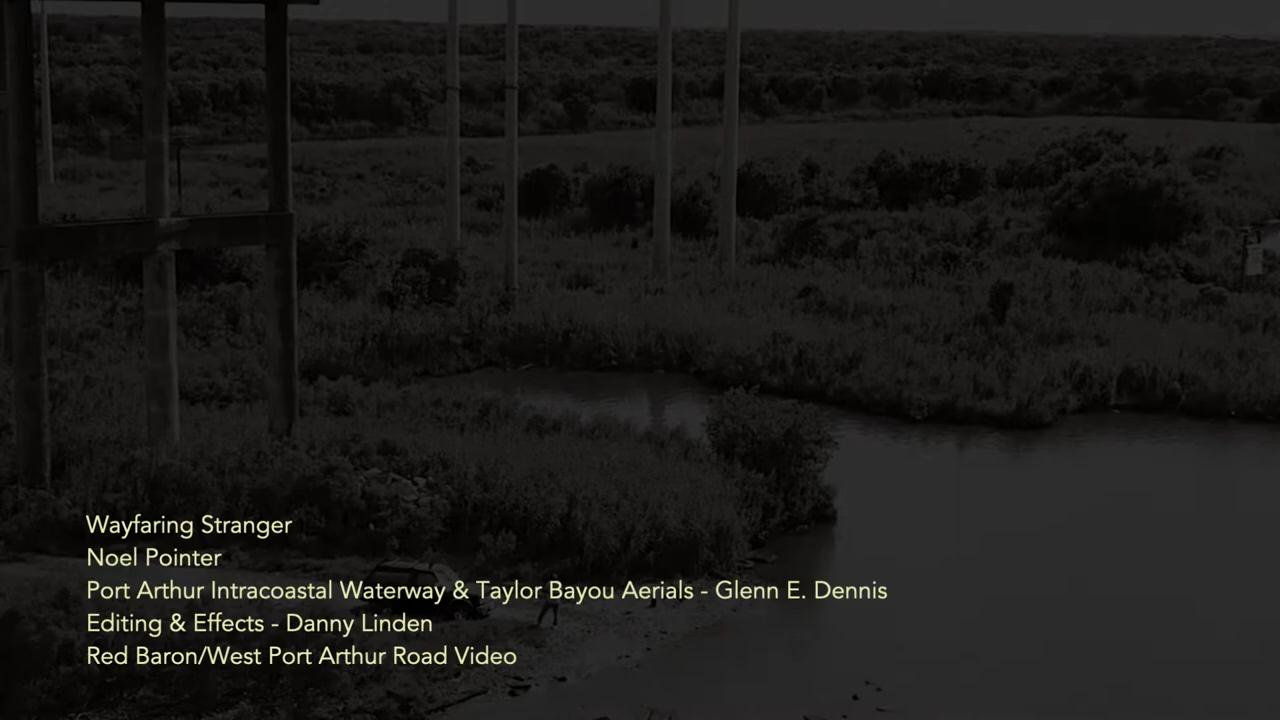 Wayfaring Stranger
Noel Pointer
Port Arthur Intracoastal Waterway & Taylor Bayou Aerials - Glenn E. Dennis
Editing & Effects - Danny Linden
Red Baron/West Port Arthur Road Video